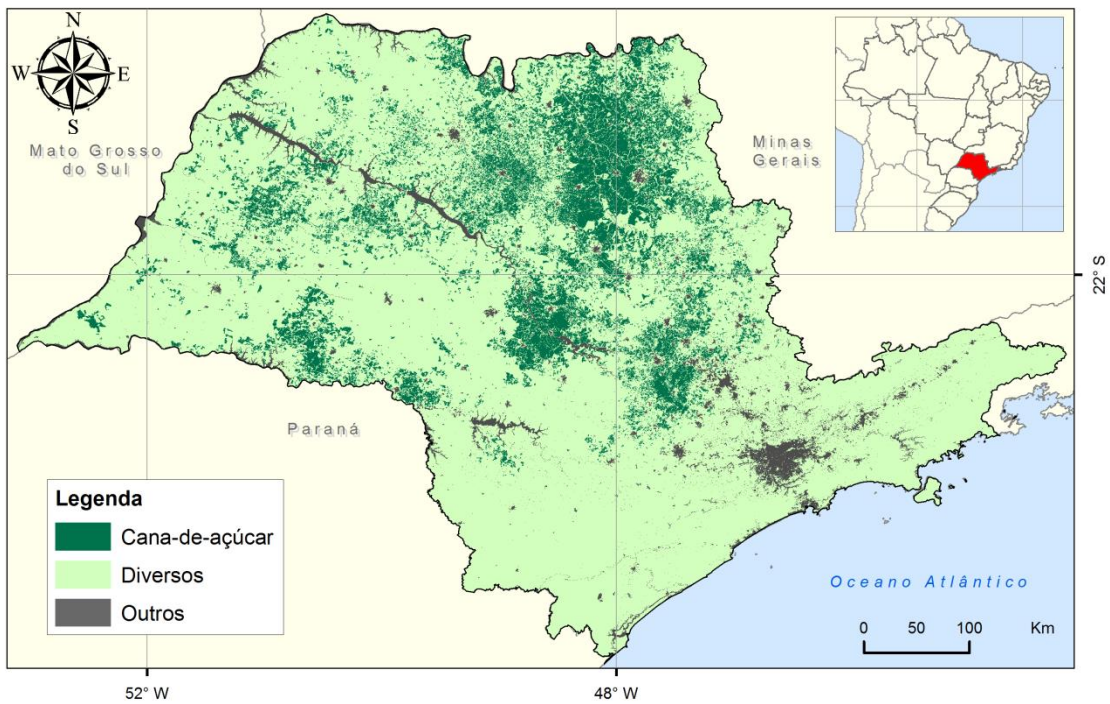 N
W
E
S
Mato Grosso
do Sul
Minas
Gerais
22° S
Paraná
Legenda
Cana-de-açúcar
Diversos
Outros
Oceano Atlântico
0 50 100 Km
52° W
48° W